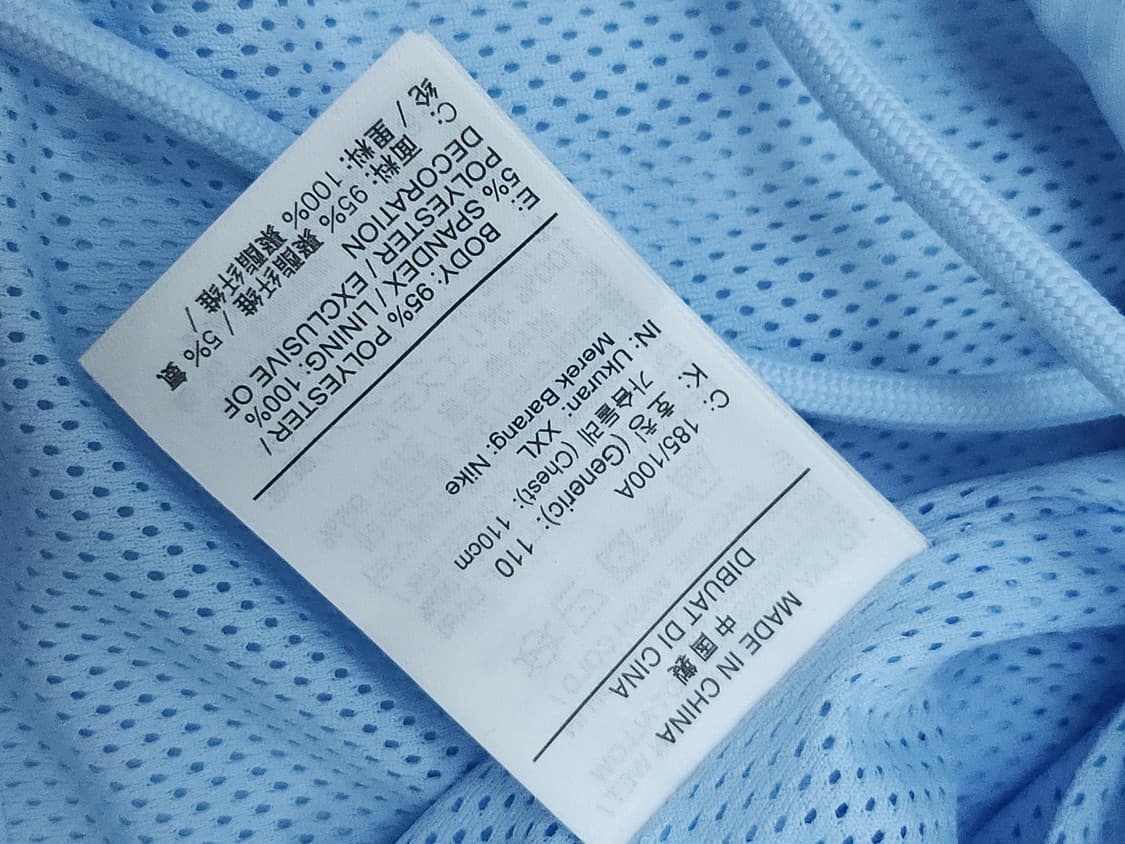 MADE IN CHINA
中 国 製
DIBUAT DI CINA
C: 185/100A
K: 호칭 (Generic): 110
가슴둘레 (Chest): 110cm
IN: Ukuran: XXL
Merek Barang: Nike
E: BODY: 95% POLYESTER /
5% SPANDEX / LINING: 100%
POLYESTER / EXCLUSIVE OF
DECORATION
C: 面料: 95% 聚酯纤维 / 5% 氨
纶 / 里料: 100% 聚酯纤维 /